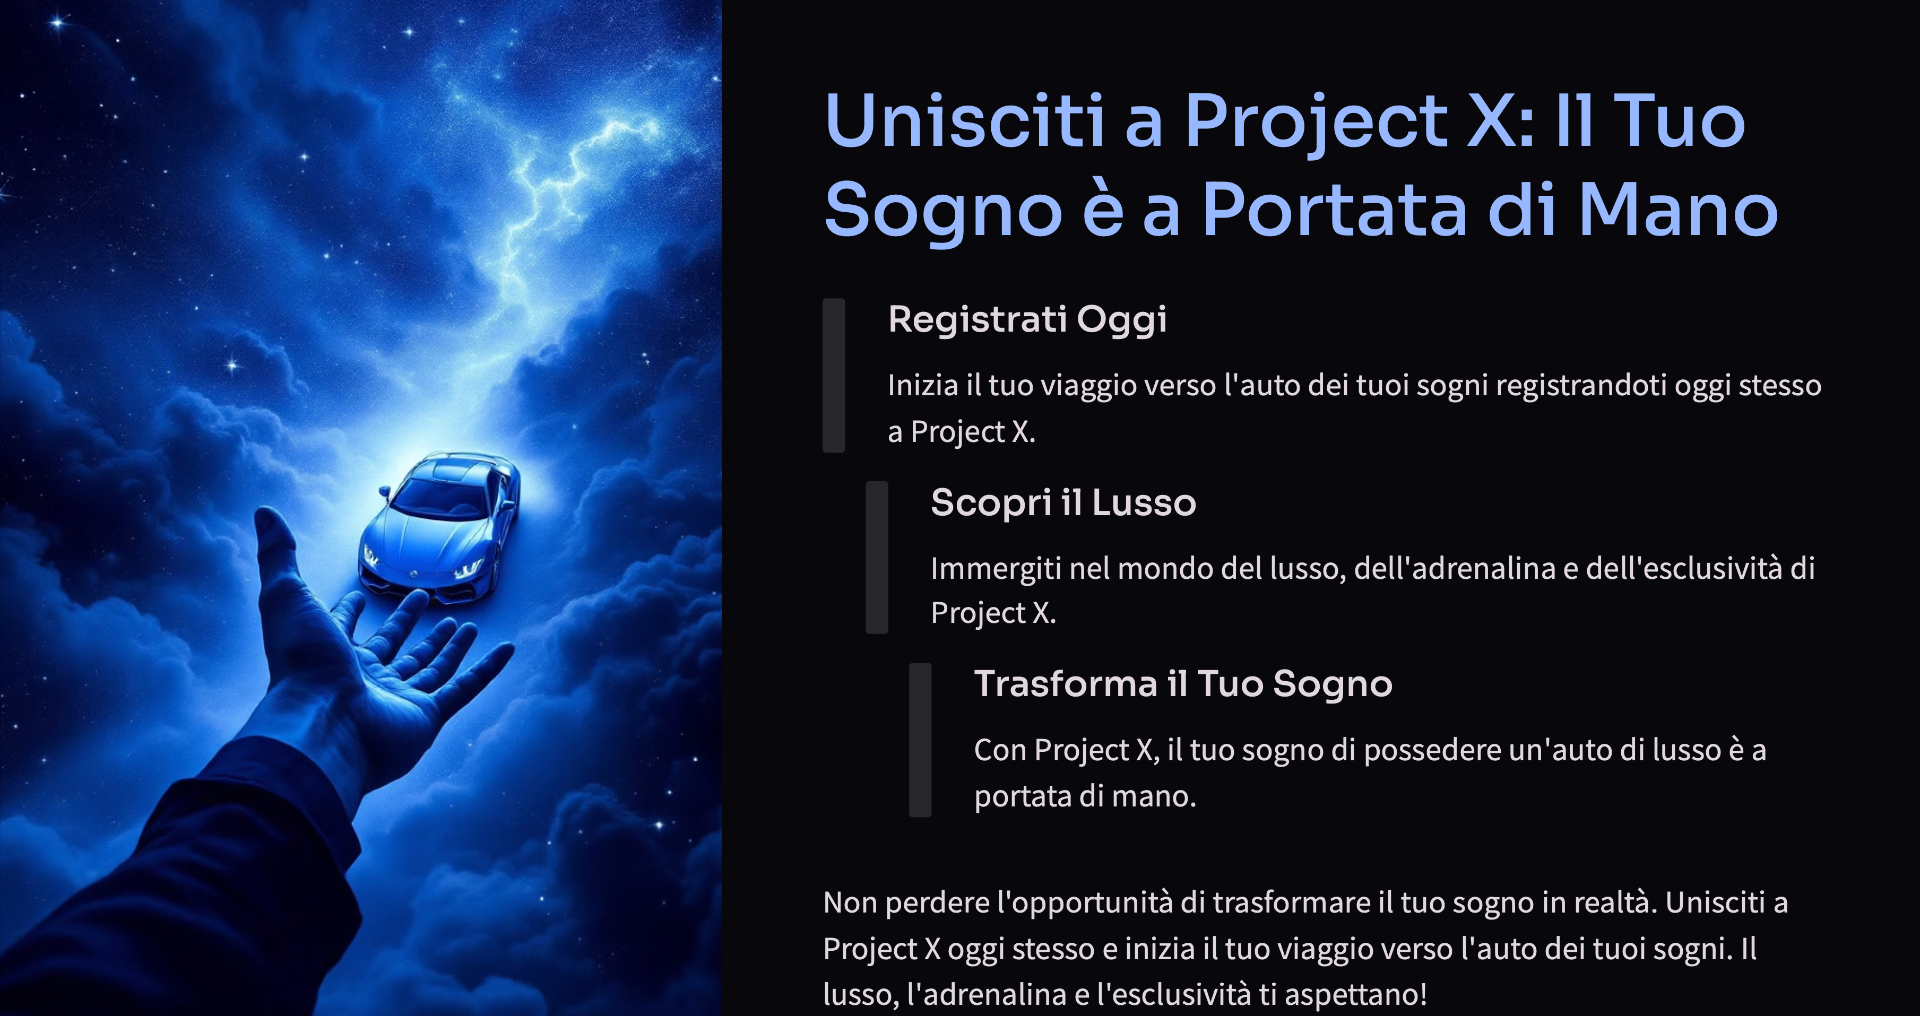 Unisciti a Project X: Il Tuo
Sogno è a Portata di Mano
Registrati Oggi
Inizia il tuo viaggio verso l'auto dei tuoi sogni registrandoti oggi stesso
a Project X.
Scopri il Lusso
Immergiti nel mondo del lusso, dell'adrenalina e dell'esclusività di
Project X.
Trasforma il Tuo Sogno
Con Project X, il tuo sogno di possedere un'auto di lusso è a
portata di mano.
Non perdere l'opportunità di trasformare il tuo sogno in realtà. Unisciti a
Project X oggi stesso e inizia il tuo viaggio verso l'auto dei tuoi sogni. Il
lusso, l'adrenalina e l'esclusività ti aspettano!